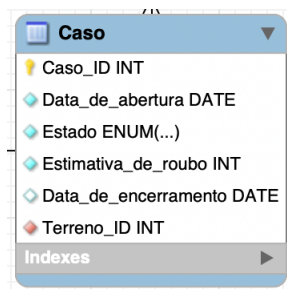 Caso
Caso_ID INT
Data_de_abertura DATE
Estado ENUM(...)
Estimativa_de_roubo INT
Data_de_encerramento DATE
Terreno_ID INT
Indexes